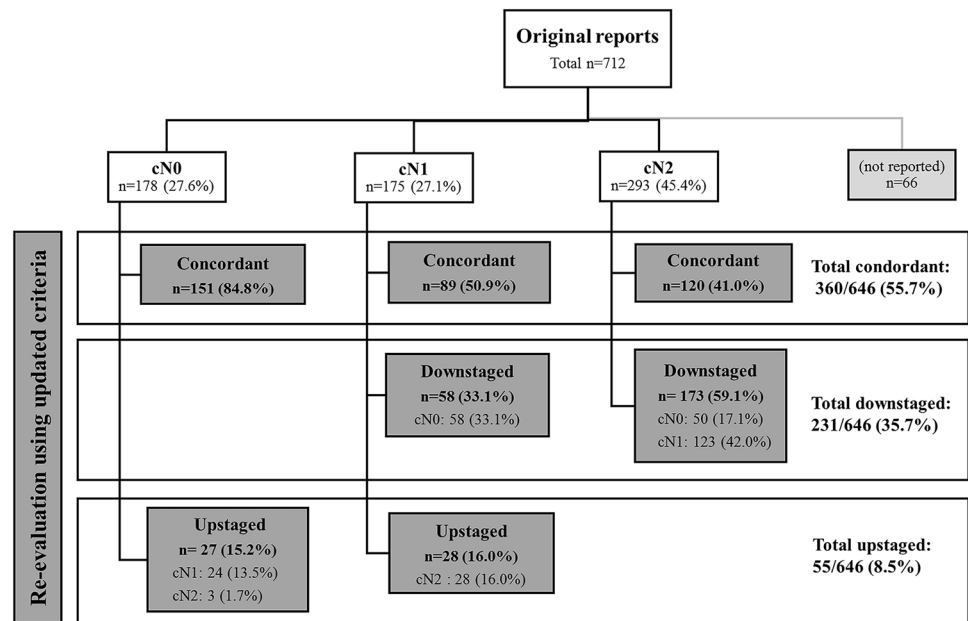 Original reports
Total n=712
cN0
n=178 (27.6%)
cN1
n=175 (27.1%)
cN2
n=293 (45.4%)
(not reported)
n=66
Re-evaluation using updated criteria
Concordant
n=151 (84.8%)
Concordant
n=89 (50.9%)
Concordant
n=120 (41.0%)
Total condordant:
360/646 (55.7%)
Downstaged
n=58 (33.1%)
cN0: 58 (33.1%)
Downstaged
n= 173 (59.1%)
cN0: 50 (17.1%)
cN1: 123 (42.0%)
Total downstaged:
231/646 (35.7%)
Upstaged
n= 27 (15.2%)
cN1: 24 (13.5%)
cN2: 3 (1.7%)
Upstaged
n=28 (16.0%)
cN2 : 28 (16.0%)
Total upstaged:
55/646 (8.5%)